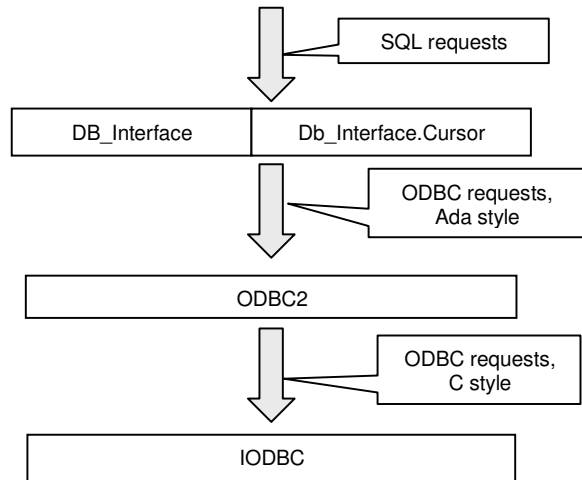 SQL requests
DB_Interface
Db_Interface.Cursor
ODBC requests,
Ada style
ODBC2
ODBC requests,
C style
IODBC